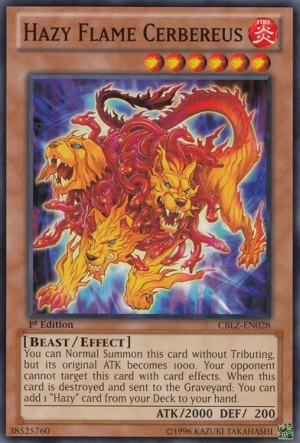 HAZY FLAME CERBEREUS
FIRE
炎
1st Edition
CBLZ-EN028
[BEAST / EFFECT]
You can Normal Summon this card without Tributing,
but its original ATK becomes 1000. Your opponent
cannot target this card with card effects. When this
card is destroyed and sent to the Graveyard: You can
add 1 "Hazy" card from your Deck to your hand.
ATK/2000 DEF/ 200
38525760
©1996 KAZUKI TAKAHASHI